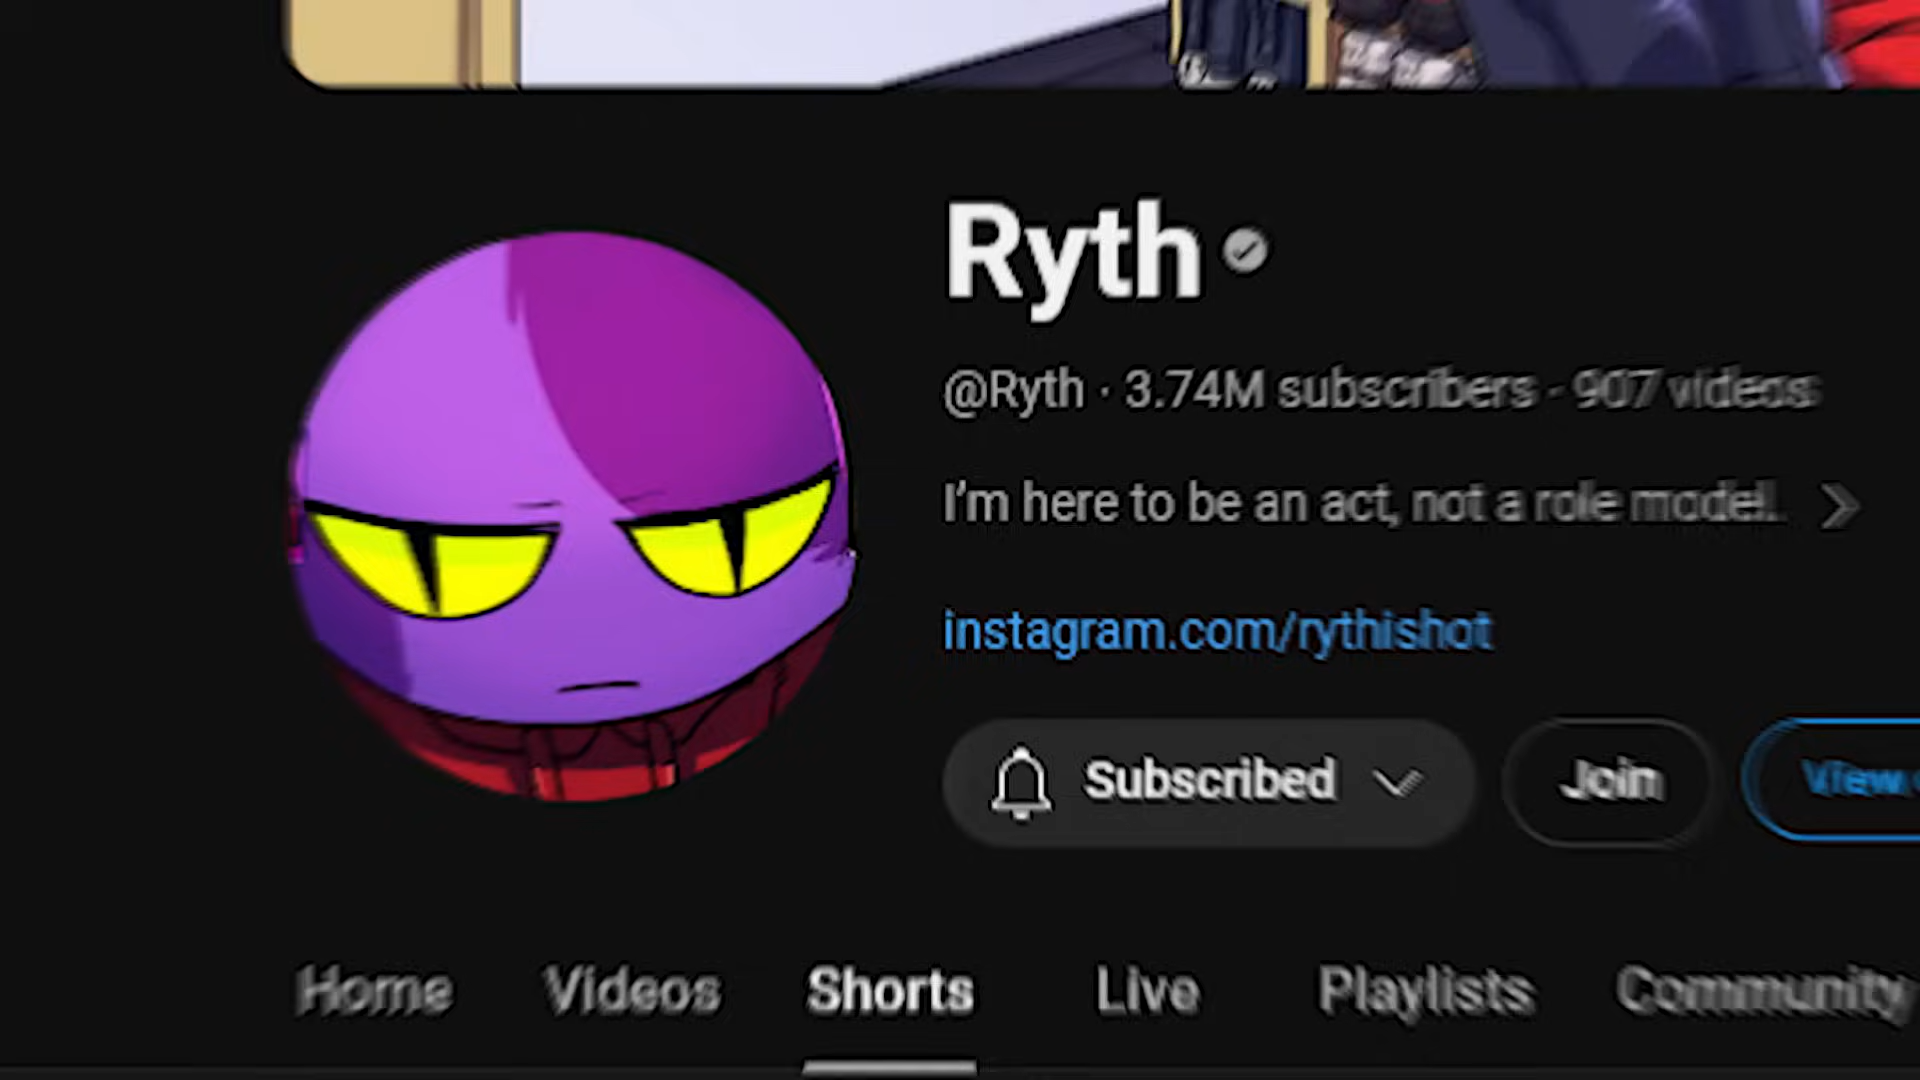 Ryth
@Ryth · 3.74M subscribers · 907 videos
I'm here to be an act, not a role model.
instagram.com/rythishot
Subscribed
Join
View
Home
Videos
Shorts
Live
Playlists
Community